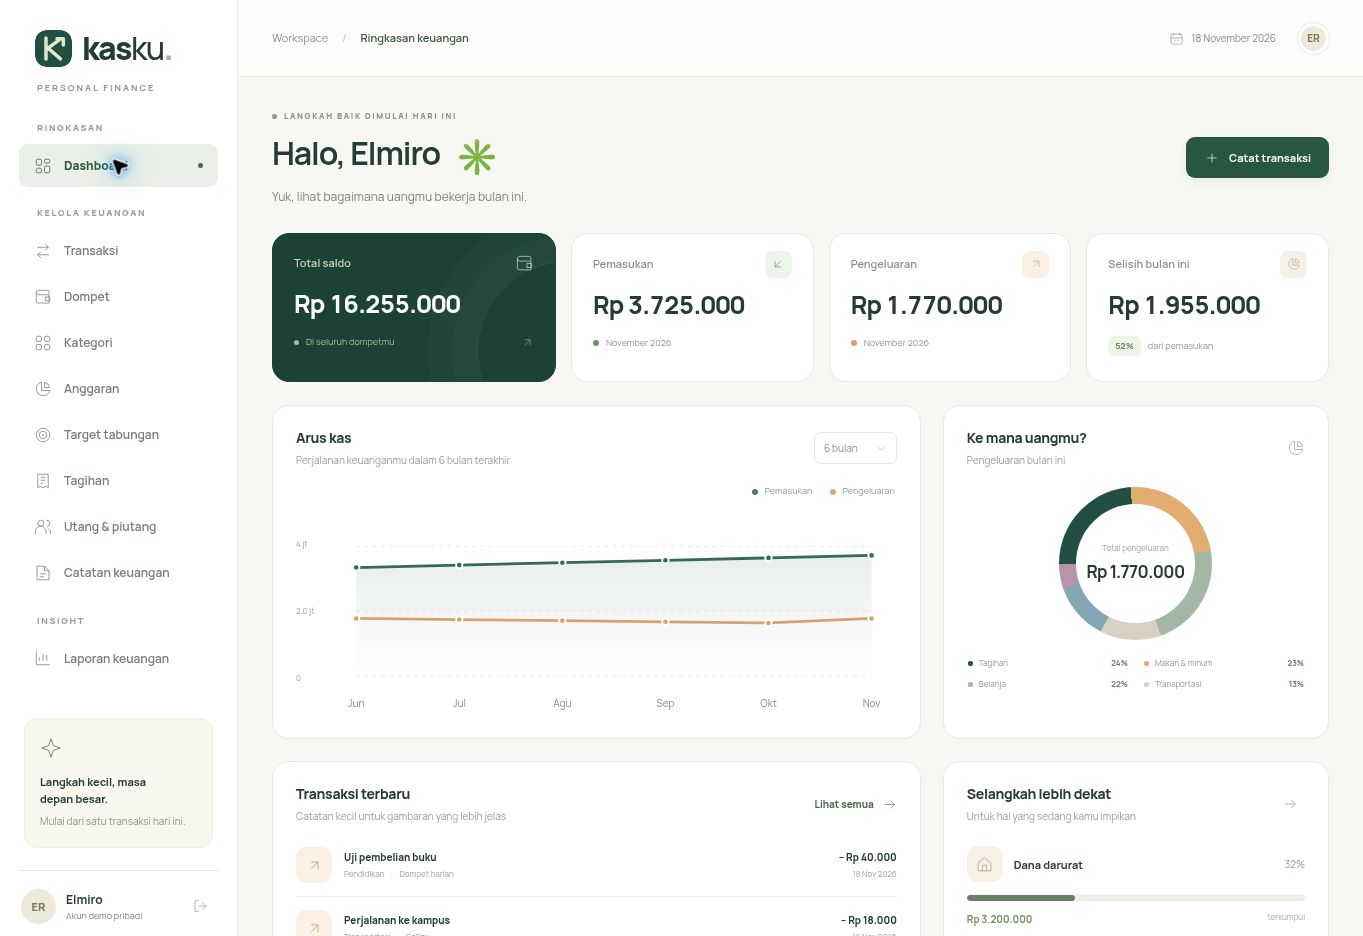 kasku.
PERSONAL FINANCE
RINGKASAN
Dashboa
KELOLA KEUANGAN
Transaksi
Dompet
Kategori
Anggaran
Target tabungan
Tagihan
Utang & piutang
Catatan keuangan
INSIGHT
Laporan keuangan
Langkah kecil, masa
depan besar.
Mulai dari satu transaksi hari ini.
ER
Elmiro
Akun demo pribadi
Workspace / Ringkasan keuangan
18 November 2026
ER
LANGKAH BAIK DIMULAI HARI INI
Halo, Elmiro
Yuk, lihat bagaimana uangmu bekerja bulan ini.
Catat transaksi
Total saldo
Rp 16.255.000
Di seluruh dompetmu
Pemasukan
Rp 3.725.000
November 2026
Pengeluaran
Rp 1.770.000
November 2026
Selisih bulan ini
Rp 1.955.000
52% dari pemasukan
Arus kas
Perjalanan keuanganmu dalam 6 bulan terakhir
6 bulan
Pemasukan
Pengeluaran
4 jt
2.0 jt
0
Jun Jul Agu Sep Okt Nov
Ke mana uangmu?
Pengeluaran bulan ini
Total pengeluaran
Rp 1.770.000
Tagihan 24%
Makan & minum 23%
Belanja 22%
Transportasi 13%
Transaksi terbaru
Catatan kecil untuk gambaran yang lebih jelas
Lihat semua
Uji pembelian buku
Pendidikan · Dompet harian
− Rp 40.000
18 Nov 2026
Perjalanan ke kampus
− Rp 18.000
Selangkah lebih dekat
Untuk hal yang sedang kamu impikan
Dana darurat
32%
Rp 3.200.000
terkumpul